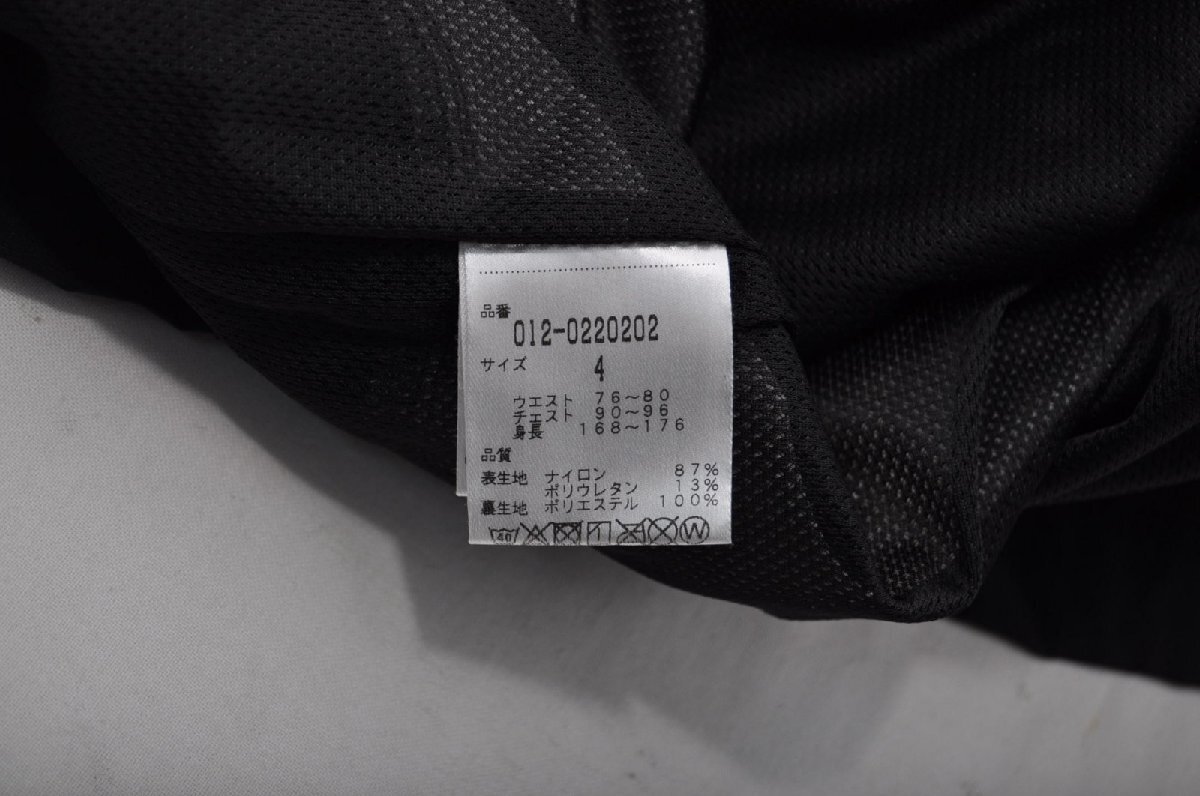 品番
012-0220202
サイズ 4
ウエスト 76~80
チェスト 90~96
身長 168~176
品質
表生地 ナイロン 87%
ポリウレタン 13%
裏生地 ポリエステル 100%
40 W